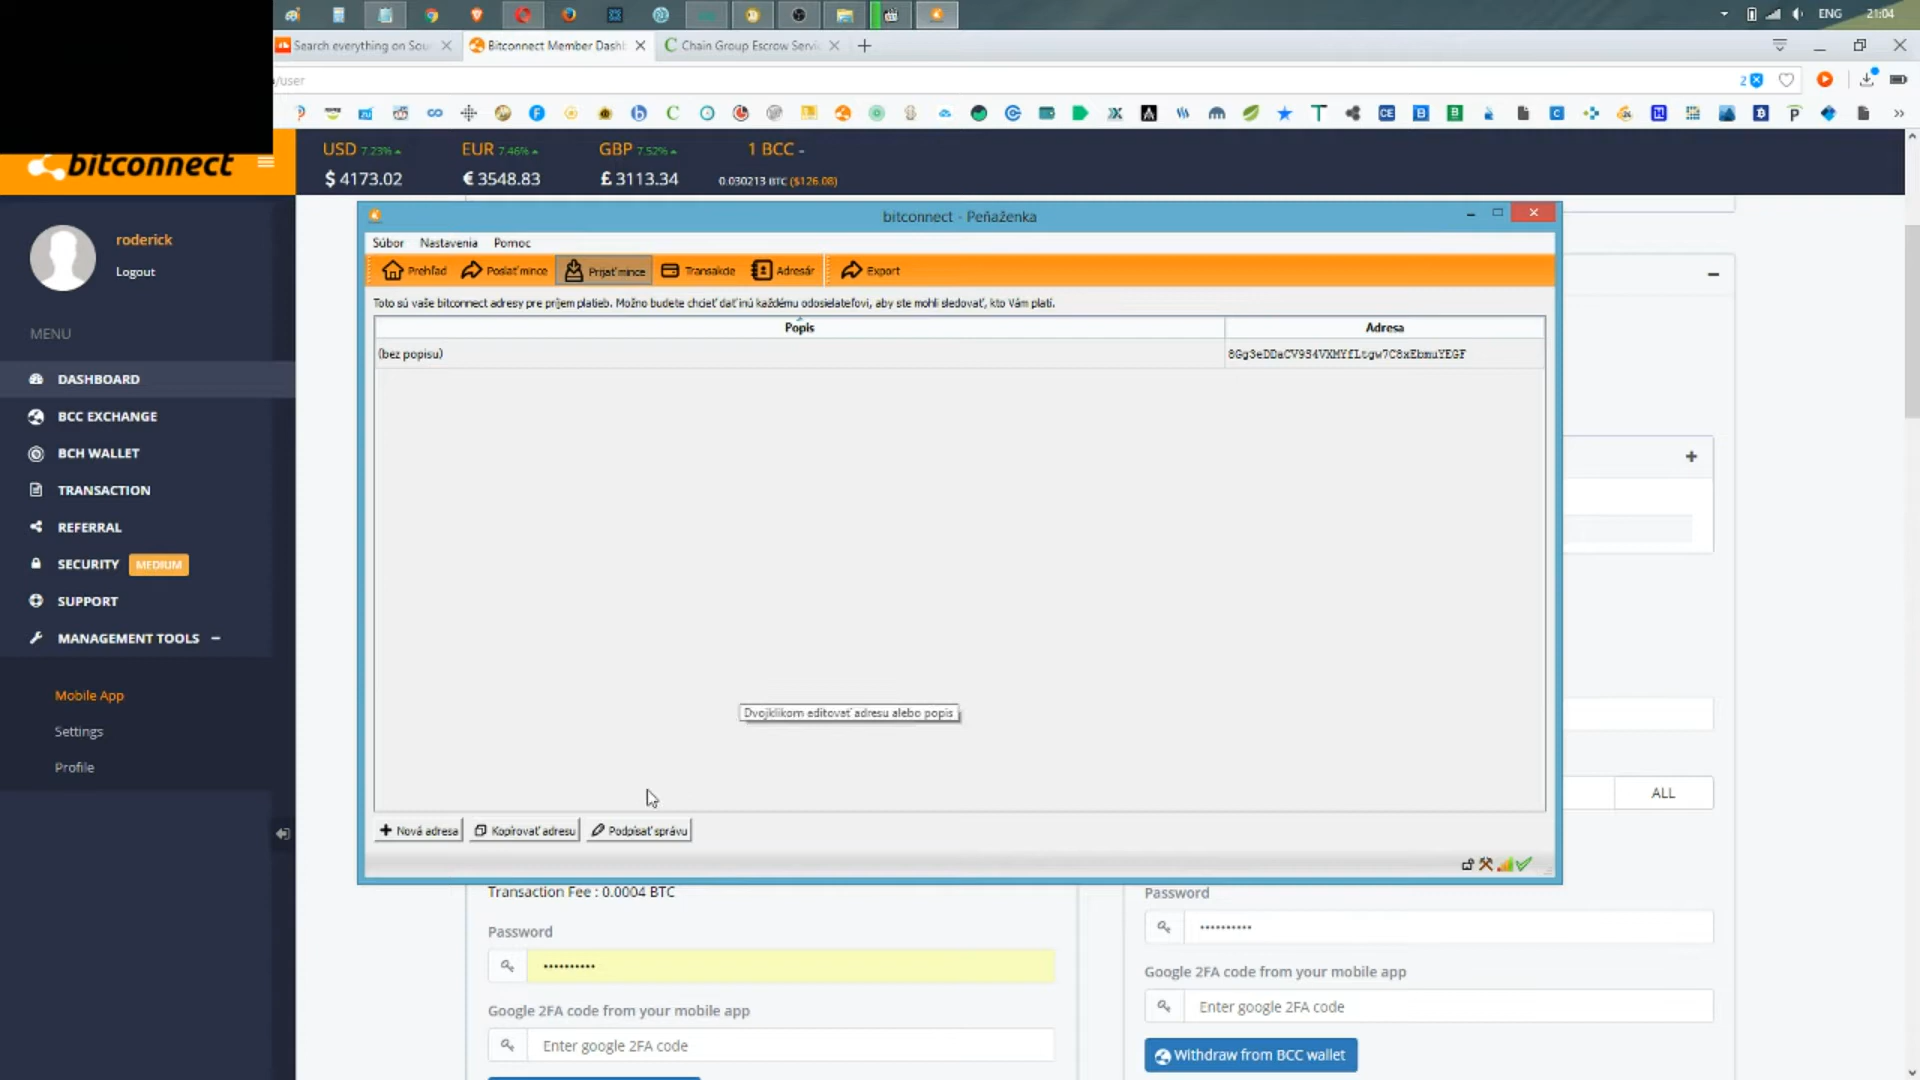 ENG
21:04
Search everything on Sou
Bitconnect Member Dashb
Chain Group Escrow Servi
/user
2
bitconnect
USD 7.23%
EUR 7.46%
GBP 7.52%
1 BCC -
$ 4173.02
€ 3548.83
£ 3113.34
0.030213 BTC ($126.08)
roderick
Logout
MENU
DASHBOARD
BCC EXCHANGE
BCH WALLET
TRANSACTION
REFERRAL
SECURITY MEDIUM
SUPPORT
MANAGEMENT TOOLS
Mobile App
Settings
Profile
bitconnect - Peňaženka
Súbor Nastavenia Pomoc
Prehľad Poslať mince Prijať mince Transakcie Adresár Export
Toto sú vaše bitconnect adresy pre príjem platieb. Možno budete chcieť dať inú každému odosielateľovi, aby ste mohli sledovať, kto Vám platí.
Popis Adresa
(bez popisu) 8Gg3eDDaCV9S4VXMYfLtgw7C8xEbmuYEGF
Dvojklikom editovať adresu alebo popis
Nová adresa Kopírovať adresu Podpísať správu
ALL
Transaction Fee : 0.0004 BTC
Password
Google 2FA code from your mobile app
Enter google 2FA code
Password
Google 2FA code from your mobile app
Enter google 2FA code
Withdraw from BCC wallet